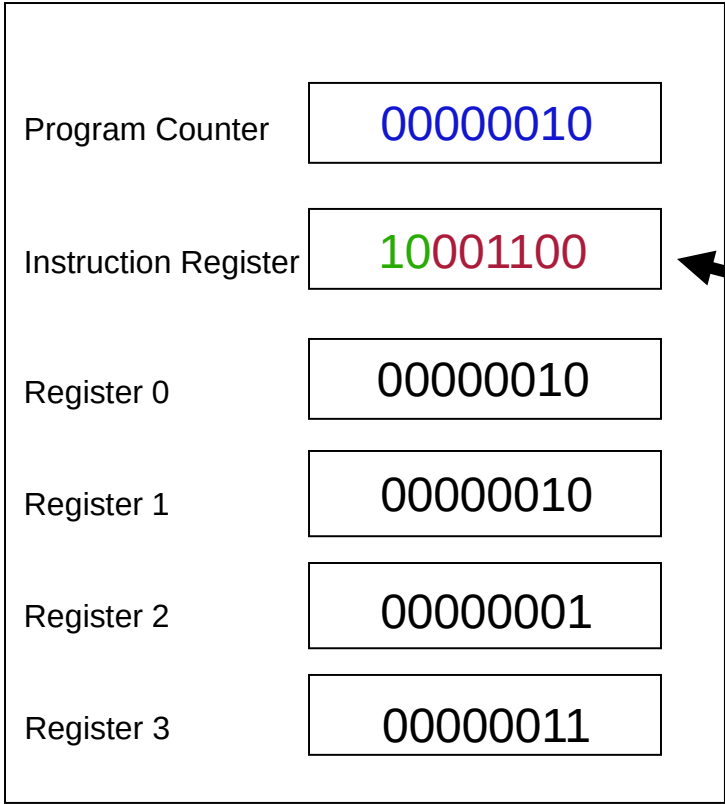 Program Counter 00000010
Instruction Register 10001100
Register 0 00000010
Register 1 00000010
Register 2 00000001
Register 3 00000011